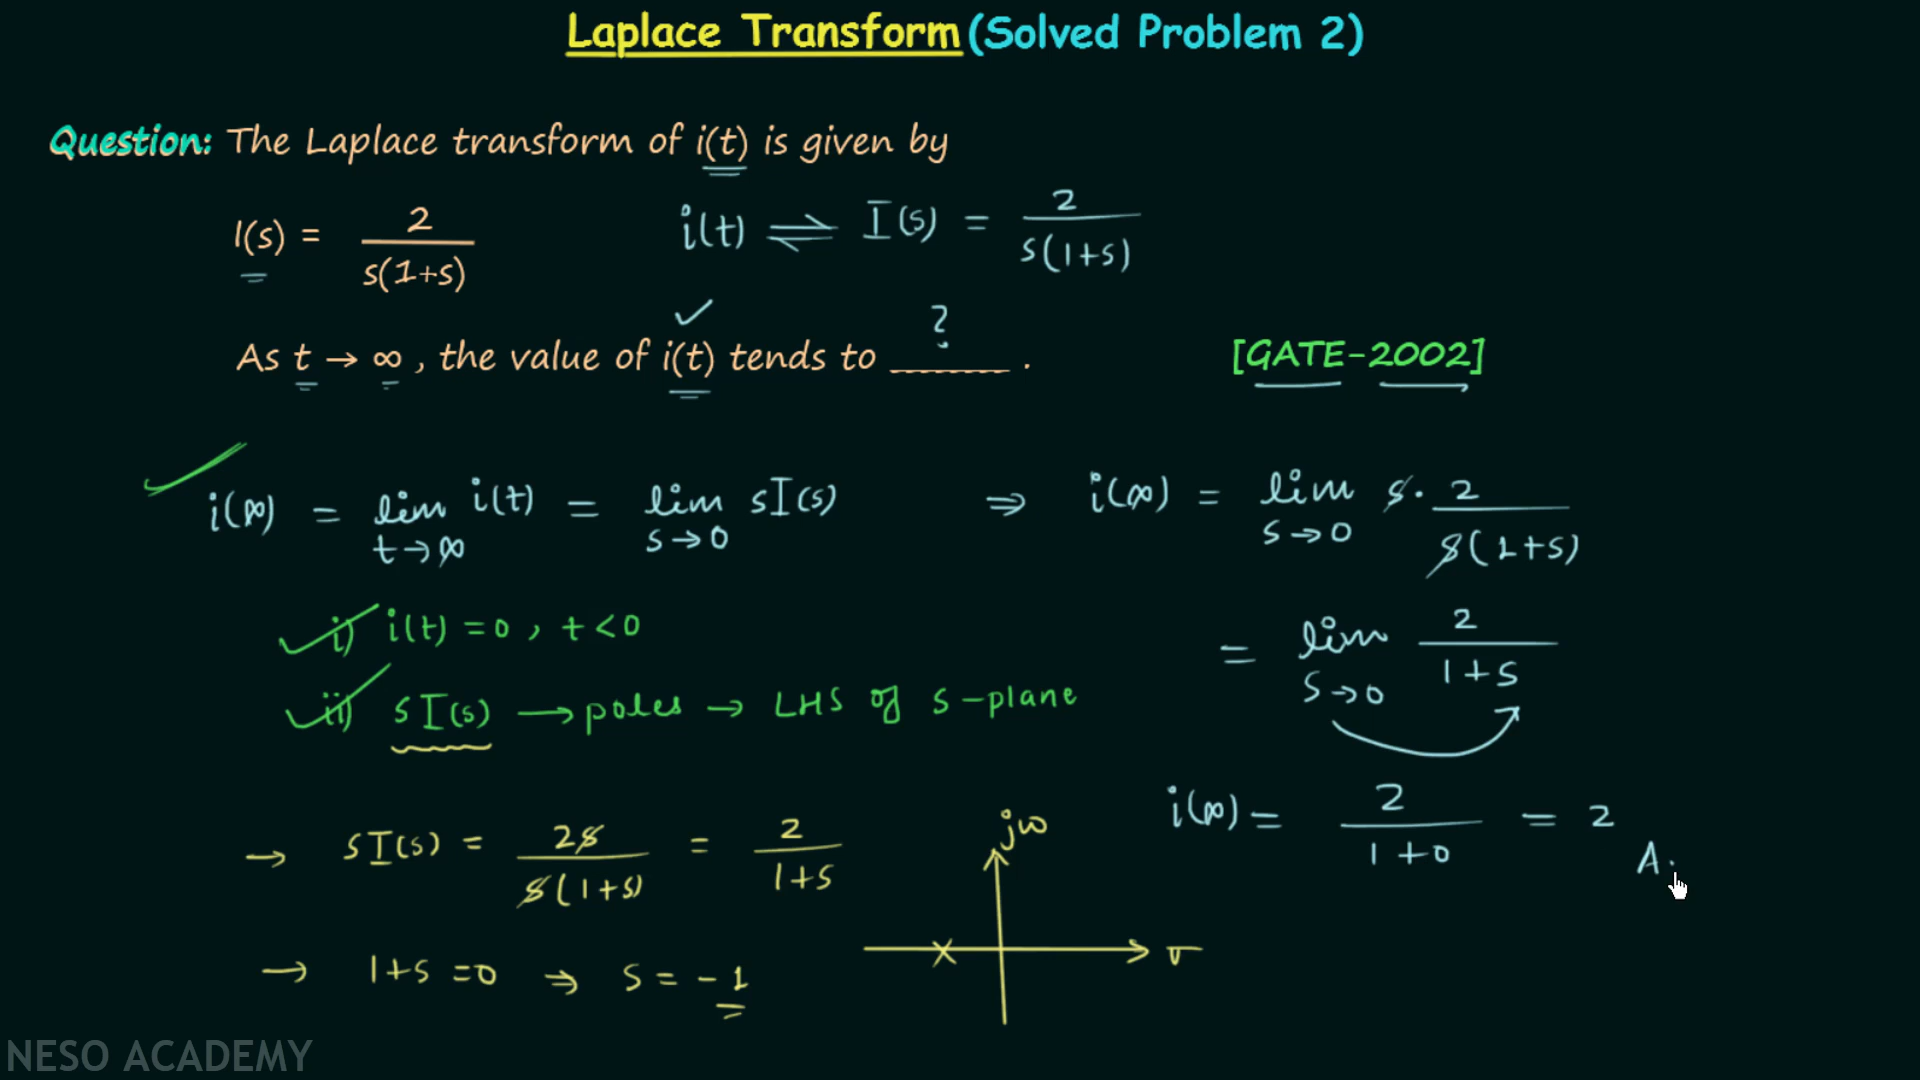 Laplace Transform (Solved Problem 2)
Question: The Laplace transform of i(t) is given by
I(s) = 2 / s(1+s)
i(t) ⇌ I(s) = 2 / s(1+s)
✓ ?
As t → ∞, the value of i(t) tends to ______ .
[GATE-2002]
✓ i(∞) = lim t→∞ i(t) = lim s→0 sI(s)
⇒ i(∞) = lim s→0 s · 2 / s(1+s)
✓ i) i(t) = 0, t < 0
= lim s→0 2 / 1+s
✓ ii) sI(s) → poles → LHS of s-plane
i(∞) = 2 / 1+0 = 2
A.
→ sI(s) = 2s / s(1+s) = 2 / 1+s
jω
σ
→ 1+s = 0 ⇒ s = -1
NESO ACADEMY